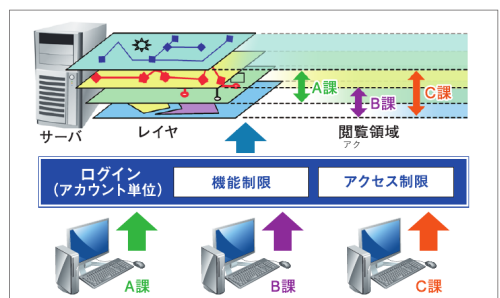 A課
B課
C課
サーバ
レイヤ
閲覧領域
アク
ログイン
(アカウント単位)
機能制限
アクセス制限
A課
B課
C課